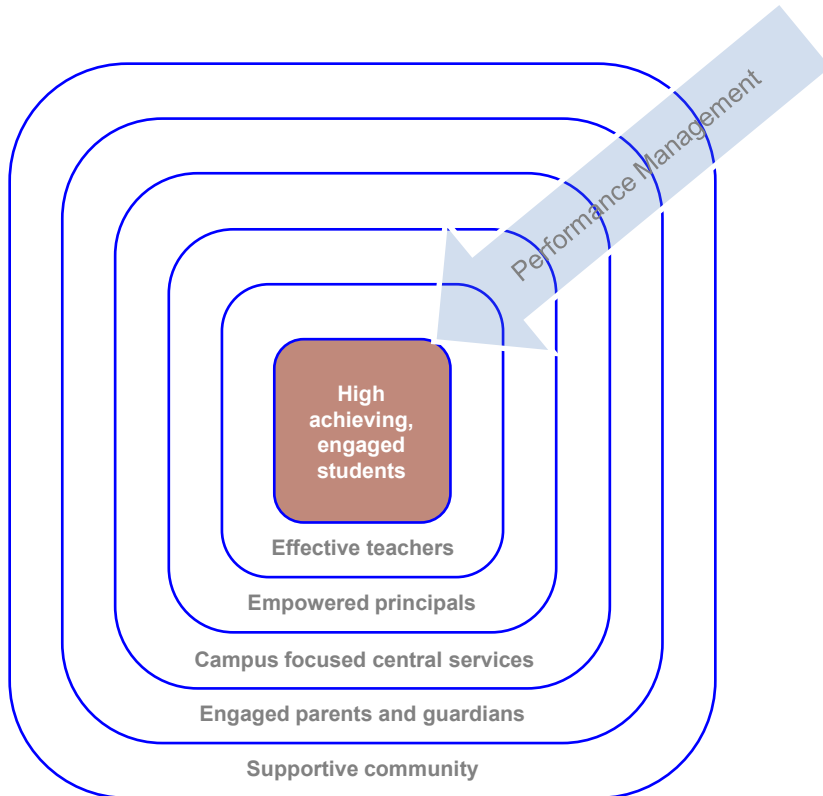 Performance Management
High
achieving,
engaged
students
Effective teachers
Empowered principals
Campus focused central services
Engaged parents and guardians
Supportive community